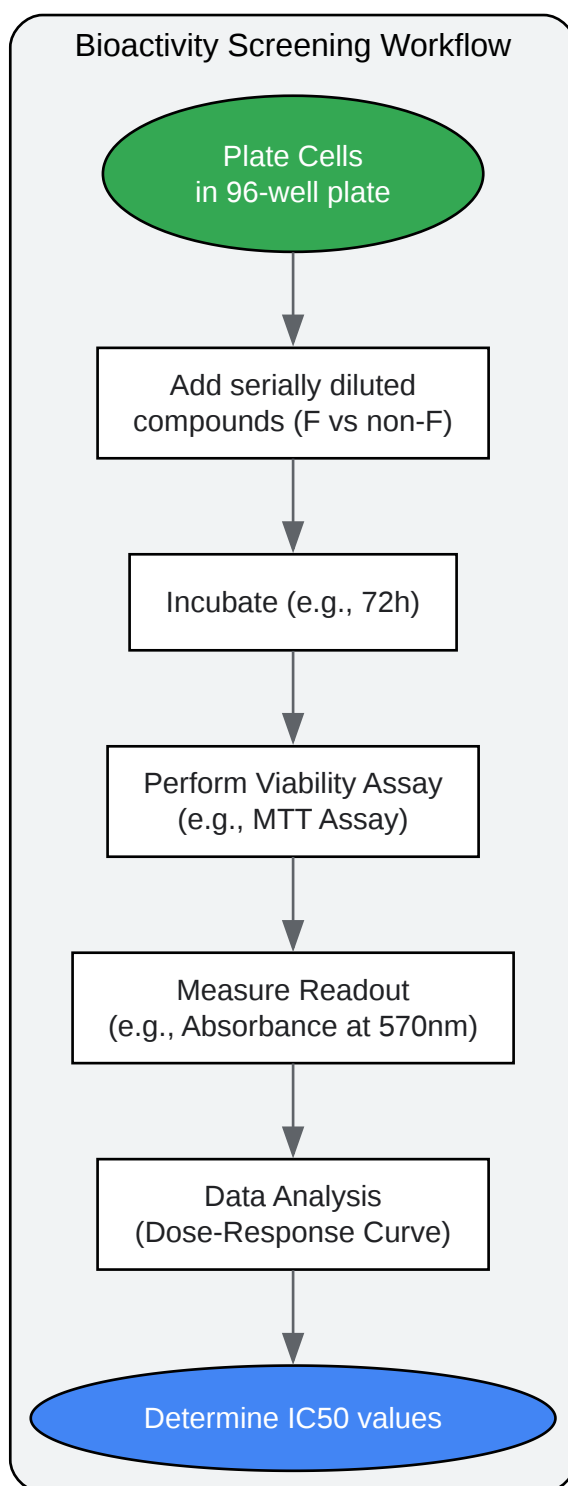 Bioactivity Screening Workflow
Plate Cells
in 96-well plate
Add serially diluted
compounds (F vs non-F)
Incubate (e.g., 72h)
Perform Viability Assay
(e.g., MTT Assay)
Measure Readout
(e.g., Absorbance at 570nm)
Data Analysis
(Dose-Response Curve)
Determine IC50 values